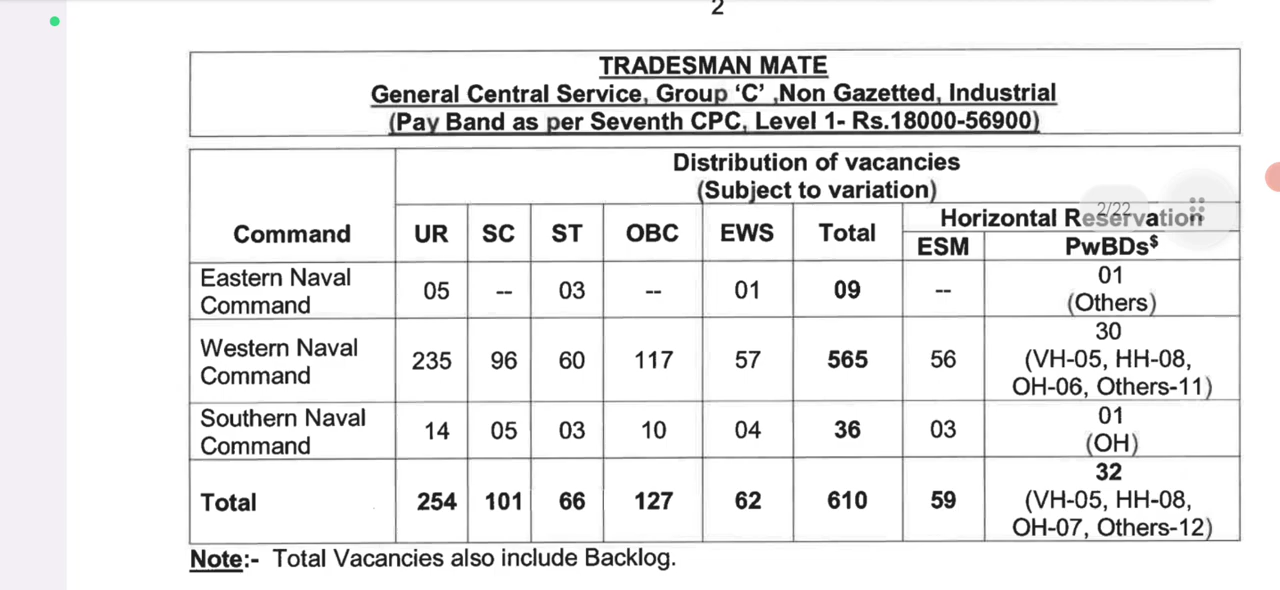 2
TRADESMAN MATE
General Central Service, Group ‘C’ ,Non Gazetted, Industrial
(Pay Band as per Seventh CPC, Level 1- Rs.18000-56900)
Distribution of vacancies
(Subject to variation)
Command UR SC ST OBC EWS Total Horizontal Reservation
2/22
ESM PwBDs$
Eastern Naval Command 05 -- 03 -- 01 09 -- 01 (Others)
Western Naval Command 235 96 60 117 57 565 56 30 (VH-05, HH-08, OH-06, Others-11)
Southern Naval Command 14 05 03 10 04 36 03 01 (OH)
Total 254 101 66 127 62 610 59 32 (VH-05, HH-08, OH-07, Others-12)
Note:- Total Vacancies also include Backlog.